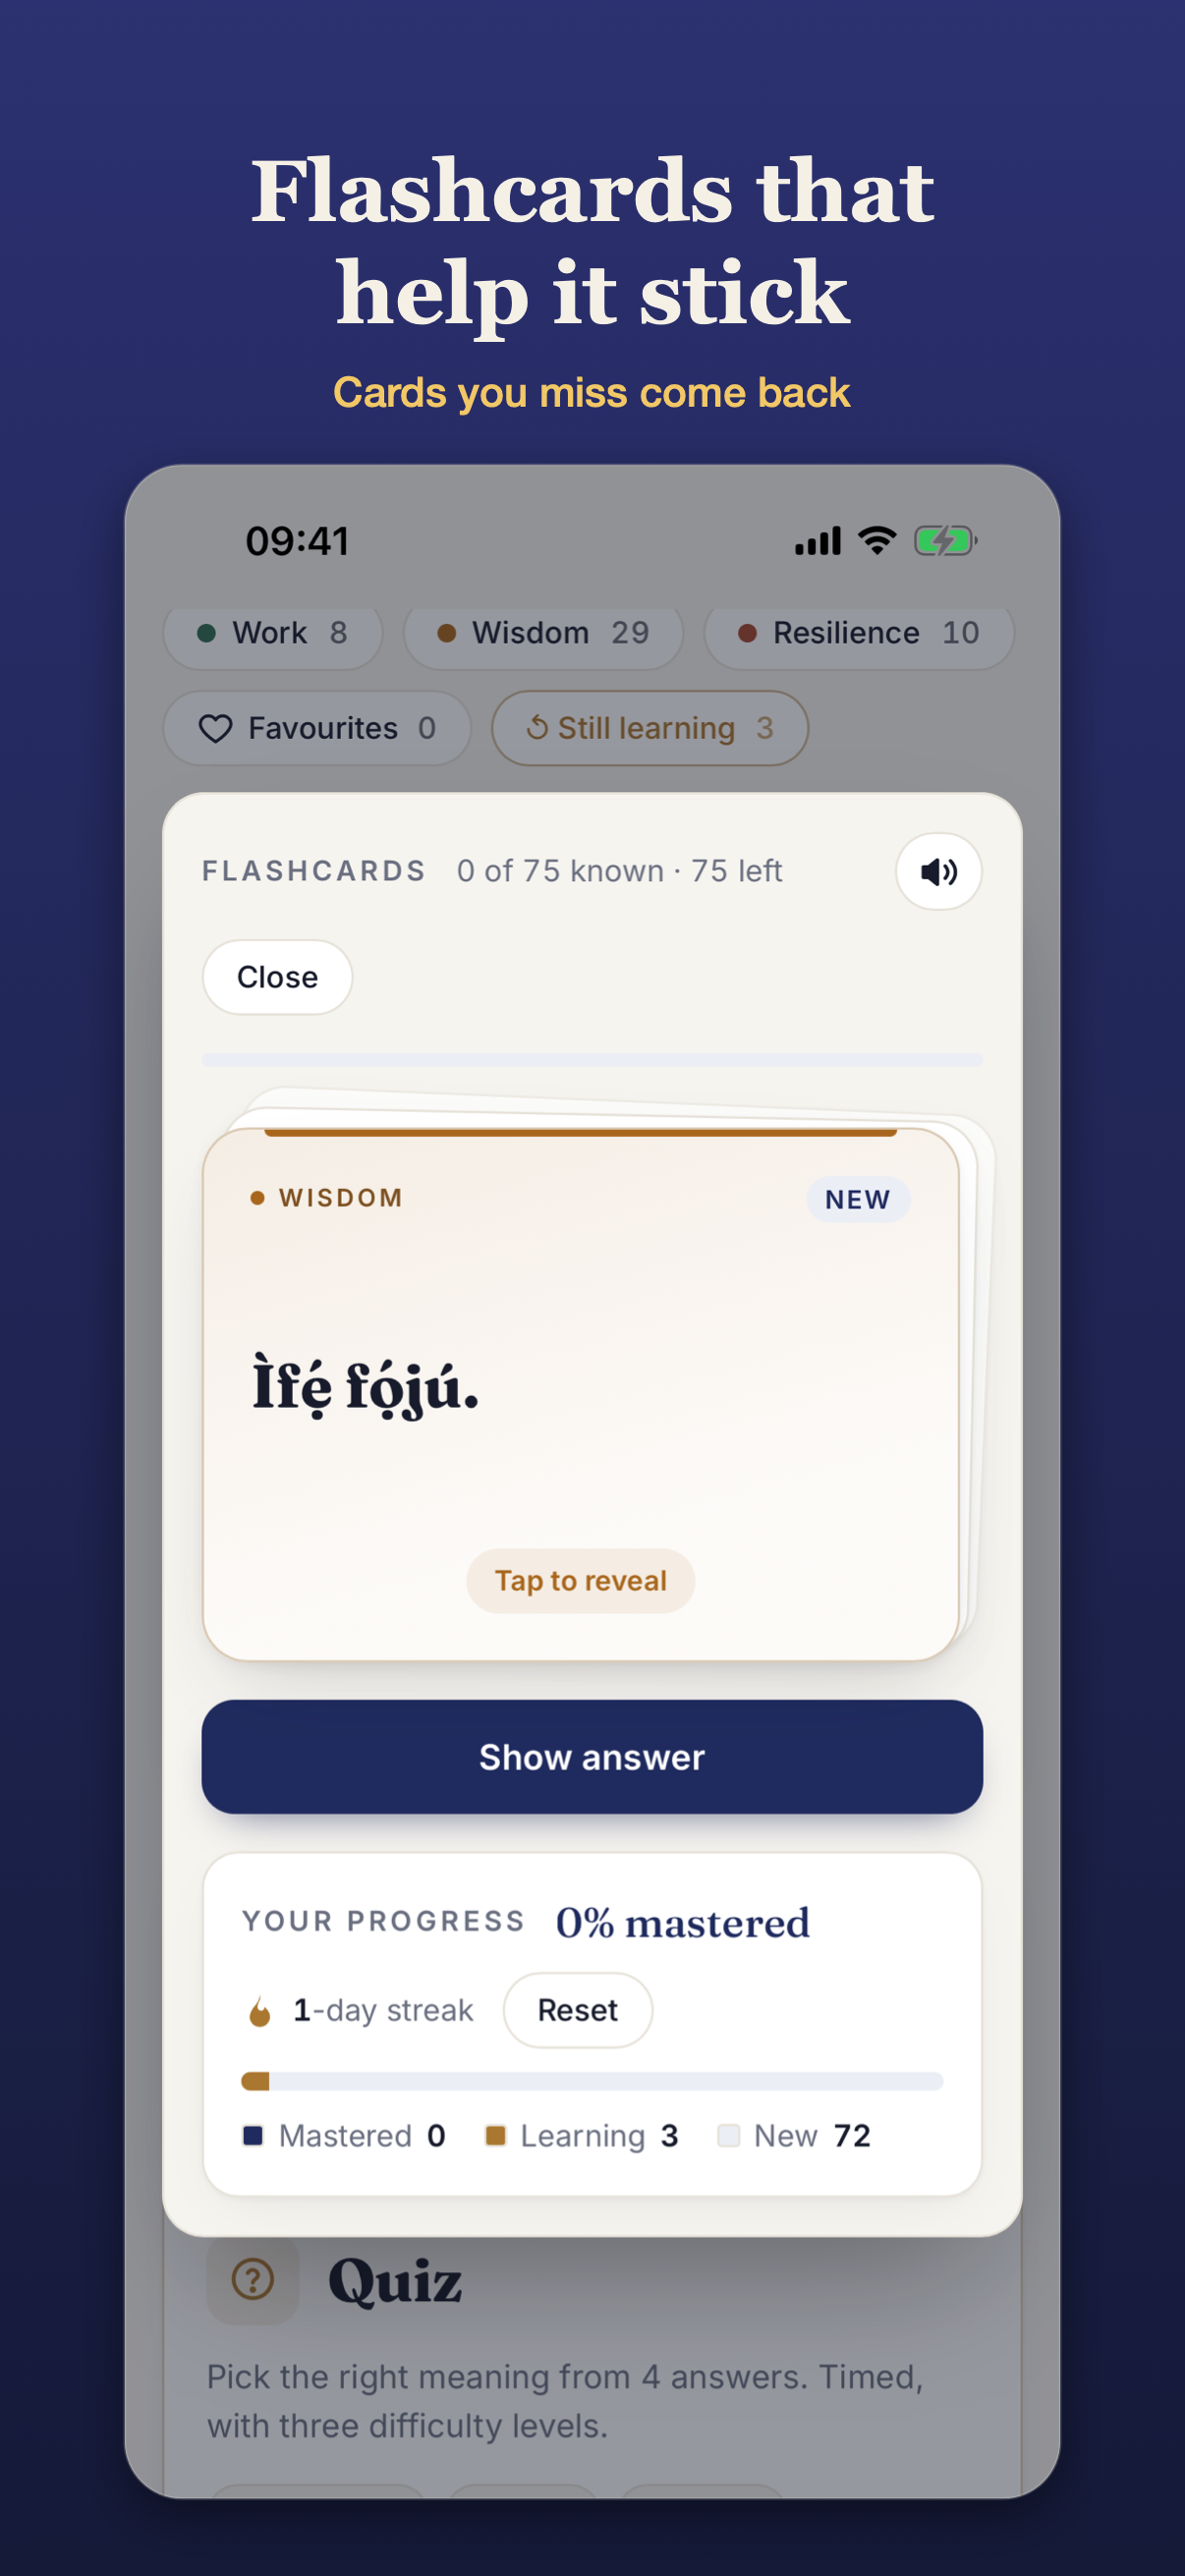 Flashcards that
help it stick
Cards you miss come back
09:41
Work 8 Wisdom 29 Resilience 10
Favourites 0 Still learning 3
FLASHCARDS 0 of 75 known · 75 left
Close
WISDOM NEW
Ìfẹ́ fọ́jú.
Tap to reveal
Show answer
YOUR PROGRESS 0% mastered
1-day streak Reset
Mastered 0 Learning 3 New 72
Quiz
Pick the right meaning from 4 answers. Timed,
with three difficulty levels.